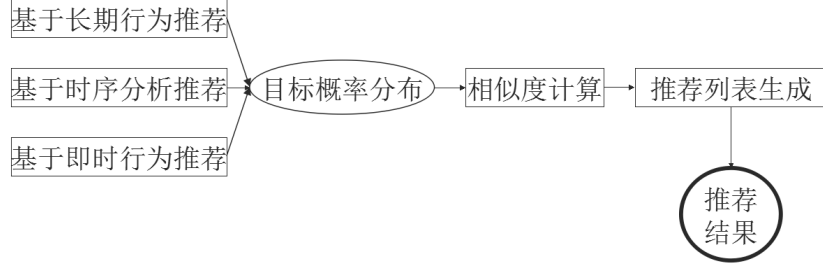 基于长期行为推荐
基于时序分析推荐
基于即时行为推荐
目标概率分布
相似度计算
推荐列表生成
推荐
结果